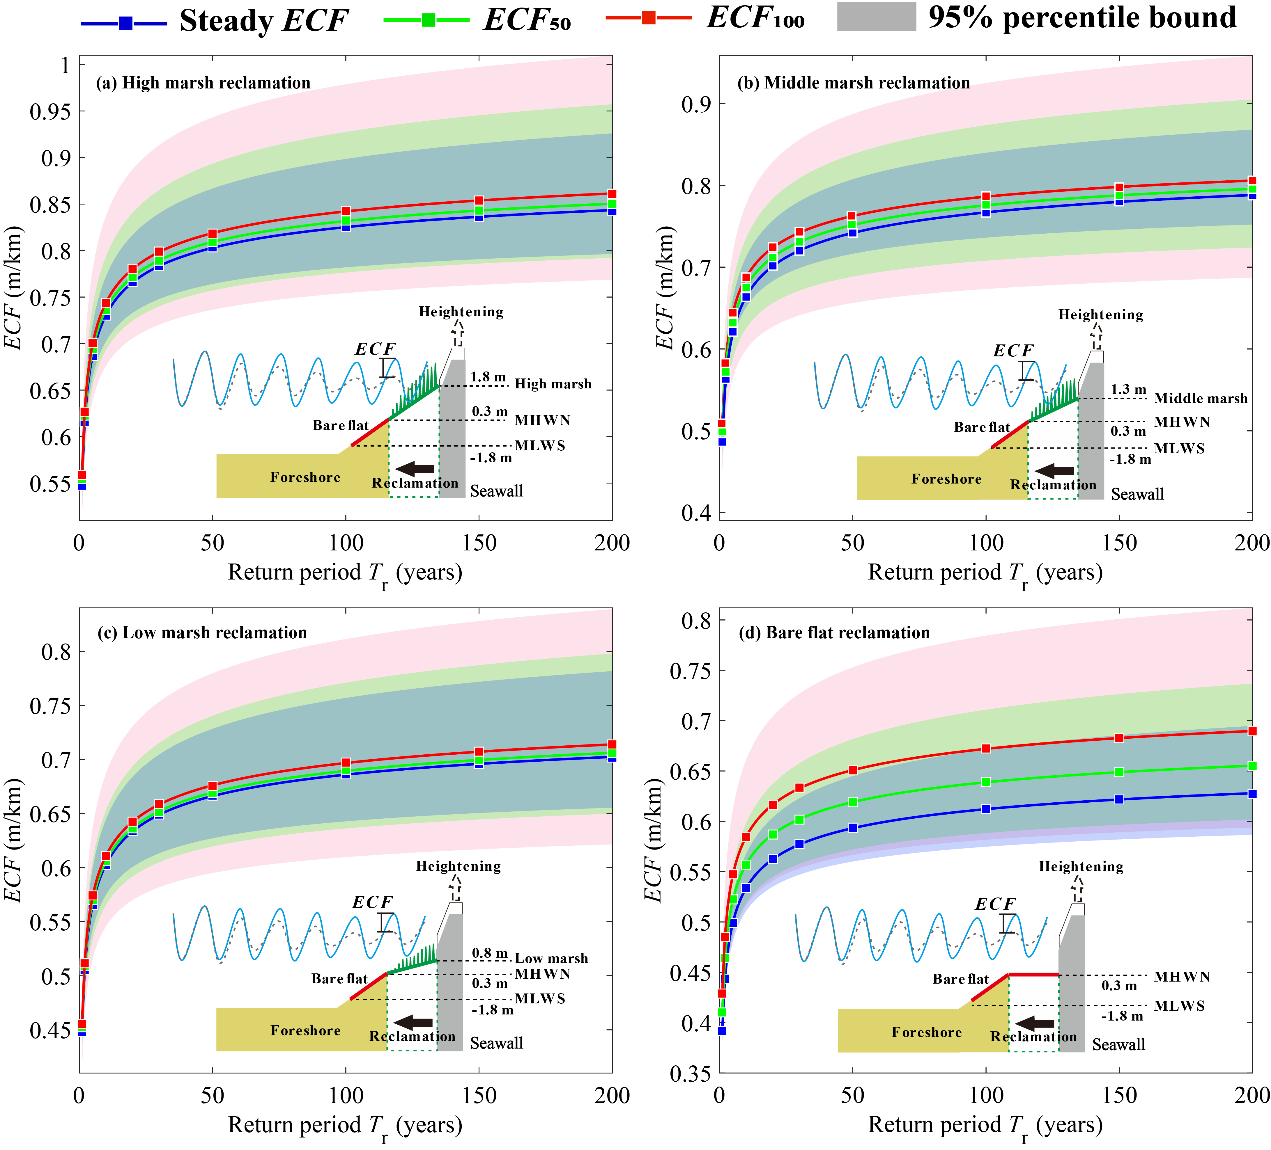 Steady ECF ECF₅₀ ECF₁₀₀ 95% percentile bound
(a) High marsh reclamation
ECF (m/km)
1
0.95
0.9
0.85
0.8
0.75
0.7
0.65
0.6
0.55
Heightening
ECF
1.8 m High marsh
0.3 m MHWN
Bare flat
MLWS
-1.8 m
Foreshore
Reclamation
Seawall
0 50 100 150 200
Return period Tr (years)
(b) Middle marsh reclamation
ECF (m/km)
0.9
0.8
0.7
0.6
0.5
0.4
Heightening
ECF
1.3 m Middle marsh
MHWN
Bare flat 0.3 m
MLWS
-1.8 m
Foreshore
Reclamation
Seawall
0 50 100 150 200
Return period Tr (years)
(c) Low marsh reclamation
ECF (m/km)
0.8
0.75
0.7
0.65
0.6
0.55
0.5
0.45
Heightening
ECF
0.8 m Low marsh
MHWN
Bare flat 0.3 m
MLWS
-1.8 m
Foreshore
Reclamation
Seawall
0 50 100 150 200
Return period Tr (years)
(d) Bare flat reclamation
ECF (m/km)
0.8
0.75
0.7
0.65
0.6
0.55
0.5
0.45
0.4
0.35
Heightening
ECF
Bare flat MHWN
0.3 m
MLWS
-1.8 m
Foreshore
Reclamation
Seawall
0 50 100 150 200
Return period Tr (years)